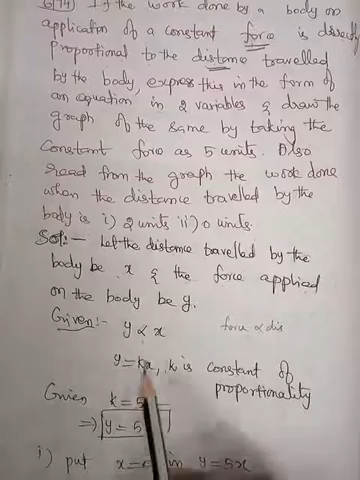 6) 74) If the work done by a body on
application of a constant force is directly
proportional to the distance travelled
by the body, express this in the form of
an equation in 2 variables & draw the
graph of the same by taking the
Constant force as 5 units. Also
read from the graph the work done
when the distance travelled by the
body is i) 2 units ii) 0 units.
Sol:- Let the distance travelled by the
body be x & the force applied
on the body be y.
Given:- y ∝ x force ∝ dis
y = kx, k is constant of
proportionality
Given k = 5
⇒ y = 5
i) put x = in y = 5x